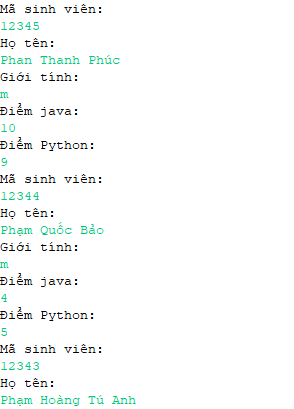 Mã sinh viên:
12345
Họ tên:
Phan Thanh Phúc
Giới tính:
m
Điểm java:
10
Điểm Python:
9
Mã sinh viên:
12344
Họ tên:
Phạm Quốc Bảo
Giới tính:
m
Điểm java:
4
Điểm Python:
5
Mã sinh viên:
12343
Họ tên:
Phạm Hoàng Tú Anh